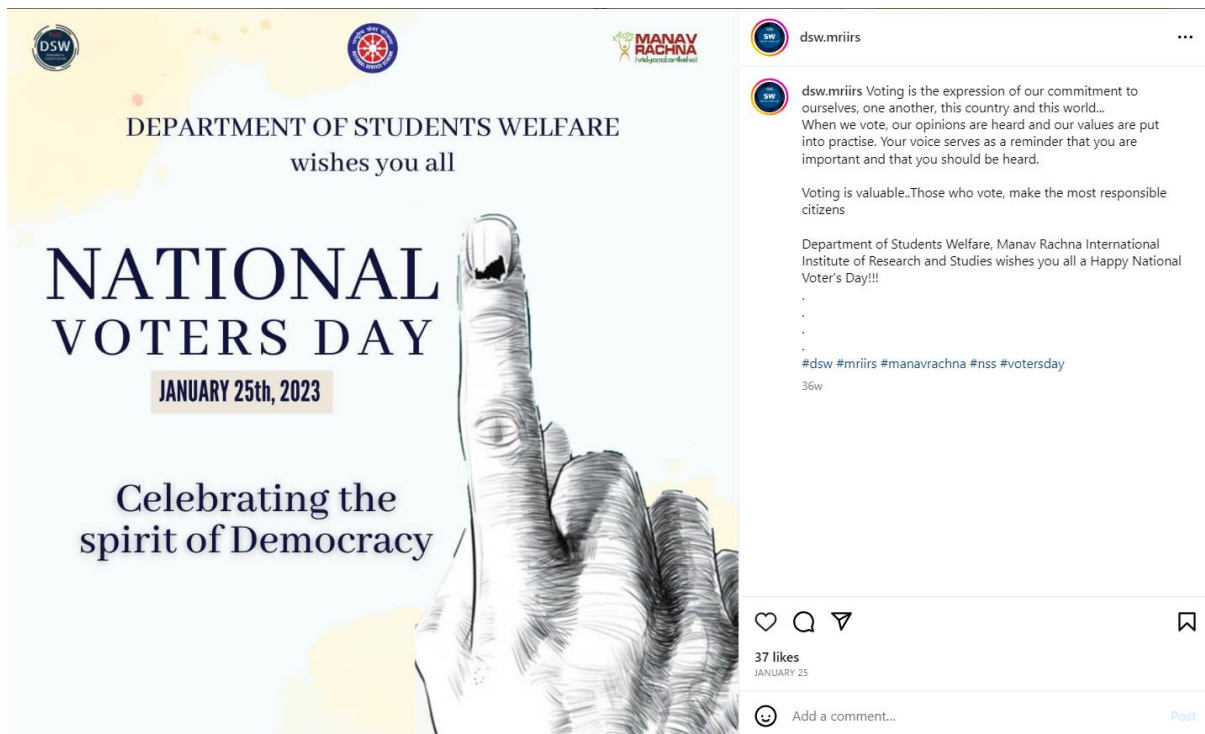 DSW
MANAV
RACHNA
vidyanatariksha
DEPARTMENT OF STUDENTS WELFARE
wishes you all
NATIONAL
VOTERS DAY
JANUARY 25th, 2023
Celebrating the
spirit of Democracy
SW
dsw.mriirs
SW
dsw.mriirs Voting is the expression of our commitment to
ourselves, one another, this country and this world...
When we vote, our opinions are heard and our values are put
into practise. Your voice serves as a reminder that you are
important and that you should be heard.
Voting is valuable..Those who vote, make the most responsible
citizens
Department of Students Welfare, Manav Rachna International
Institute of Research and Studies wishes you all a Happy National
Voter's Day!!!
.
.
.
.
#dsw #mriirs #manavrachna #nss #votersday
36w
37 likes
JANUARY 25
Add a comment...
Post